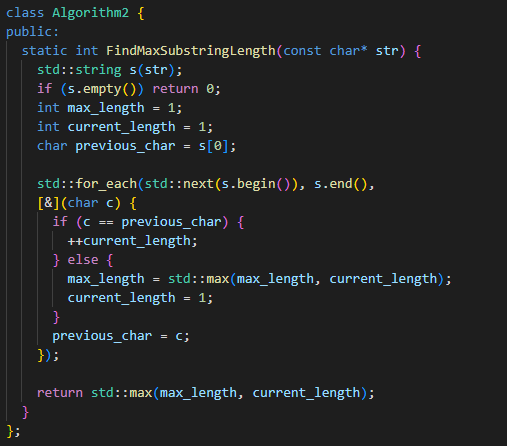 class Algorithm2 {
public:
  static int FindMaxSubstringLength(const char* str) {
    std::string s(str);
    if (s.empty()) return 0;
    int max_length = 1;
    int current_length = 1;
    char previous_char = s[0];

    std::for_each(std::next(s.begin()), s.end(),
    [&](char c) {
      if (c == previous_char) {
        ++current_length;
      } else {
        max_length = std::max(max_length, current_length);
        current_length = 1;
      }
      previous_char = c;
    });

    return std::max(max_length, current_length);
  }
};